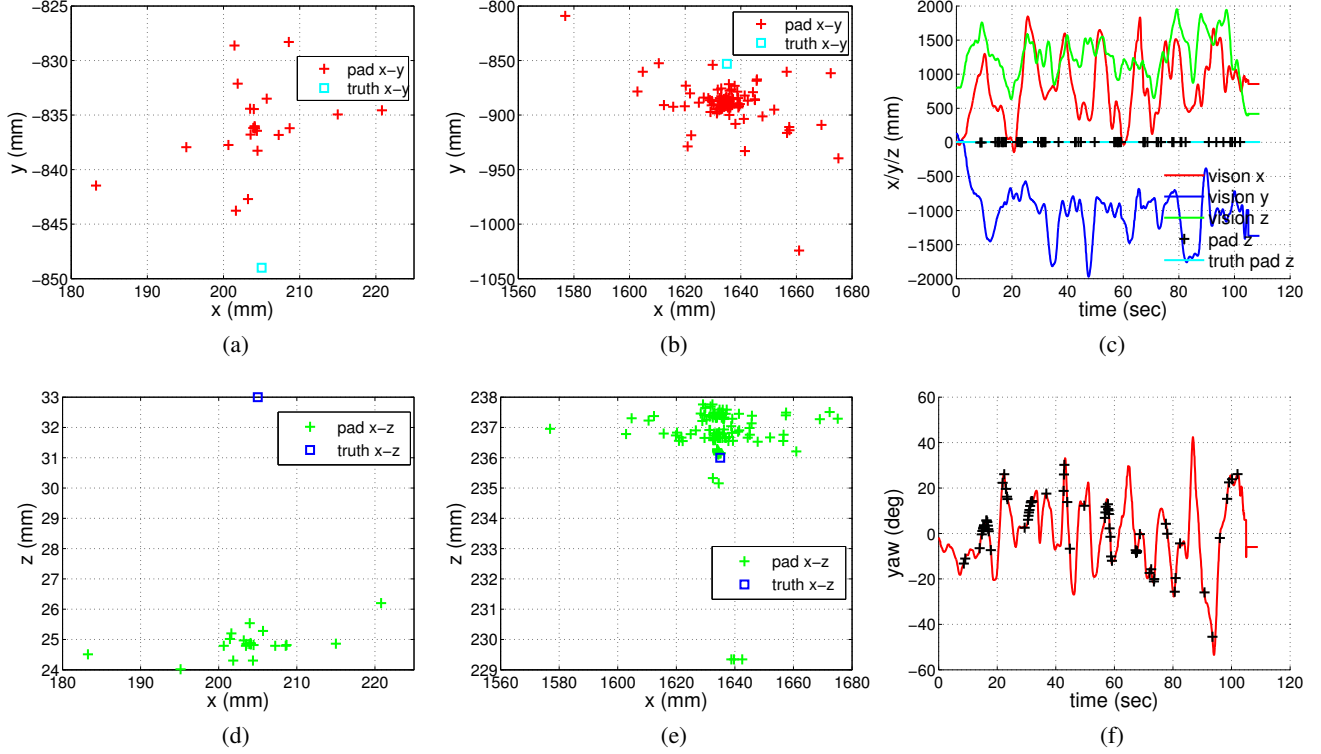 −825
−830
−835
−840
−845
−850
y (mm)
180 190 200 210 220
x (mm)
pad x−y
truth x−y
(a)
−800
−850
−900
−950
−1000
−1050
y (mm)
1560 1580 1600 1620 1640 1660 1680
x (mm)
pad x−y
truth x−y
(b)
2000
1500
1000
500
0
−500
−1000
−1500
2000
x/y/z (mm)
0 20 40 60 80 100 120
time (sec)
vison x
vision y
vision z
pad z
truth pad z
(c)
33
32
31
30
29
28
27
26
25
24
z (mm)
180 190 200 210 220
x (mm)
pad x−z
truth x−z
(d)
238
237
236
235
234
233
232
231
230
229
z (mm)
1560 1580 1600 1620 1640 1660 1680
x (mm)
pad x−z
truth x−z
(e)
60
40
20
0
−20
−40
−60
yaw (deg)
0 20 40 60 80 100 120
time (sec)
(f)